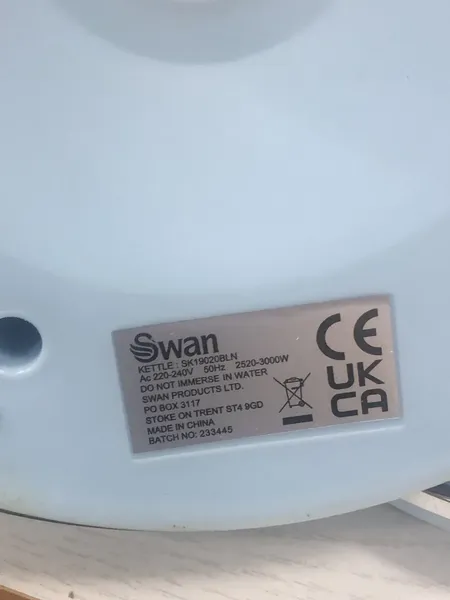 Swan
KETTLE : SK19020BLN
Ac 220-240V 50Hz 2520-3000W
DO NOT IMMERSE IN WATER
SWAN PRODUCTS LTD.
PO BOX 3117
STOKE ON TRENT ST4 9GD
MADE IN CHINA
BATCH NO: 233445
CE
UK
CA